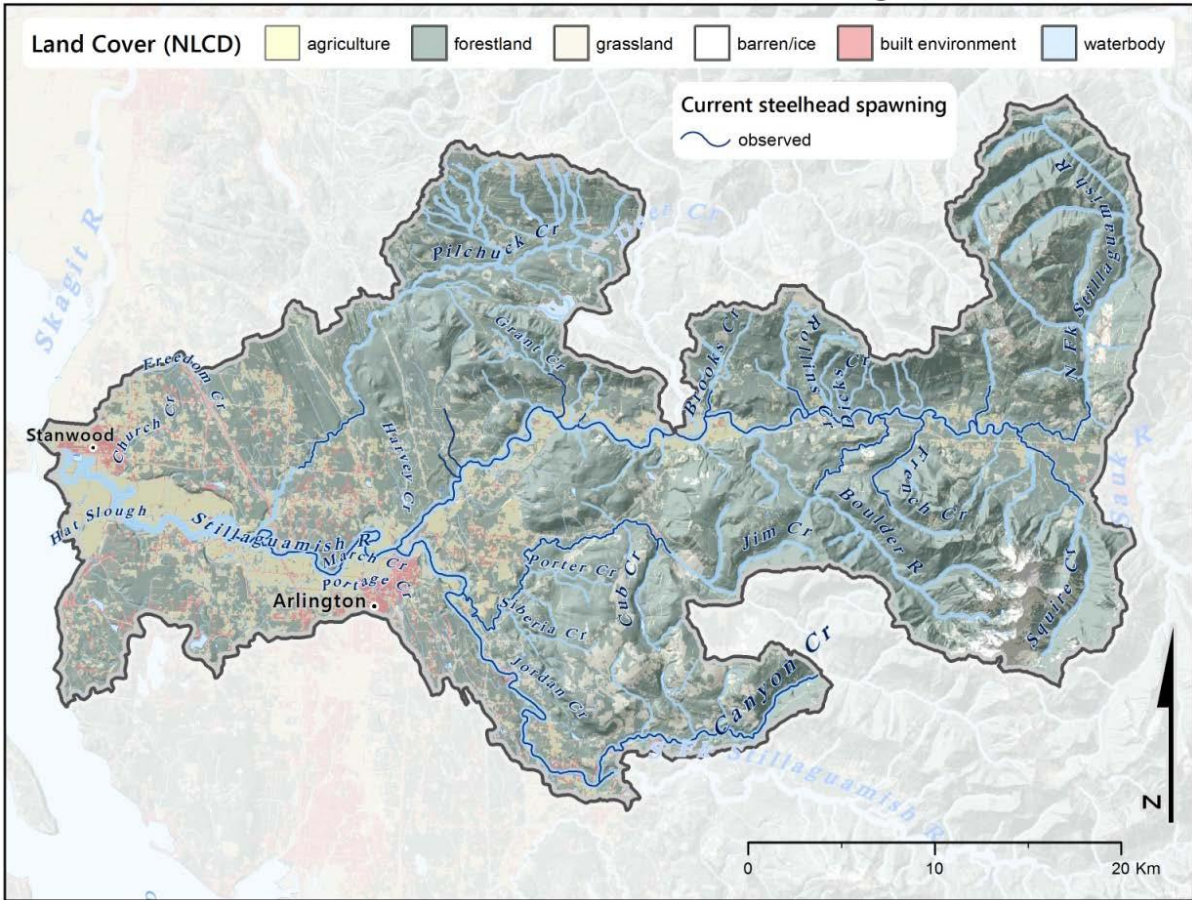 Land Cover (NLCD)
agriculture
forestland
grassland
barren/ice
built environment
waterbody
Current steelhead spawning
observed
Skagit R
Pilchuck Cr
Deer Cr
N Fk Stillaguamish R
Grant Cr
Brooks Cr
Rollins Cr
Dicks Cr
Freedom Cr
Church Cr
Stanwood
Harvey Cr
French Cr
Sauk R
Hat Slough
Stillaguamish R
March Cr
Portage Cr
Arlington
Porter Cr
Cub Cr
Jim Cr
Boulder R
Squire Cr
Siberia Cr
Jordan Cr
Canyon Cr
S Fk Stillaguamish R
N
0
10
20 Km